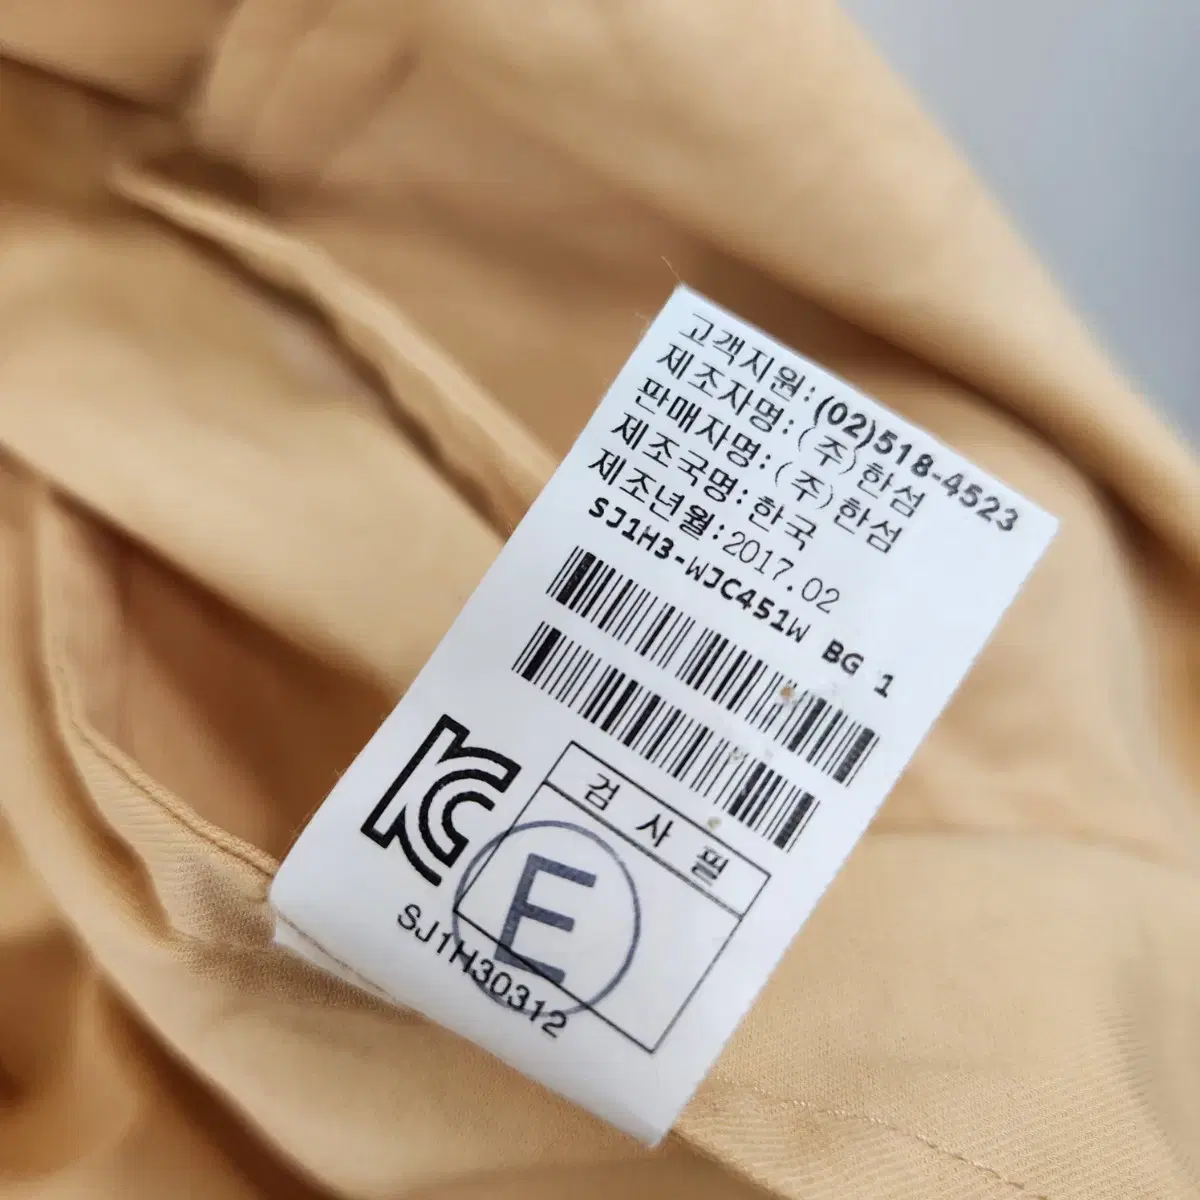 고객지원:(02)518-4523
제조자명:(주)한섬
판매자명:(주)한섬
제조국명:한국
제조년월:2017.02
SJ1H3-WJC451W BG 1
검 사 필
E
SJ1H30312